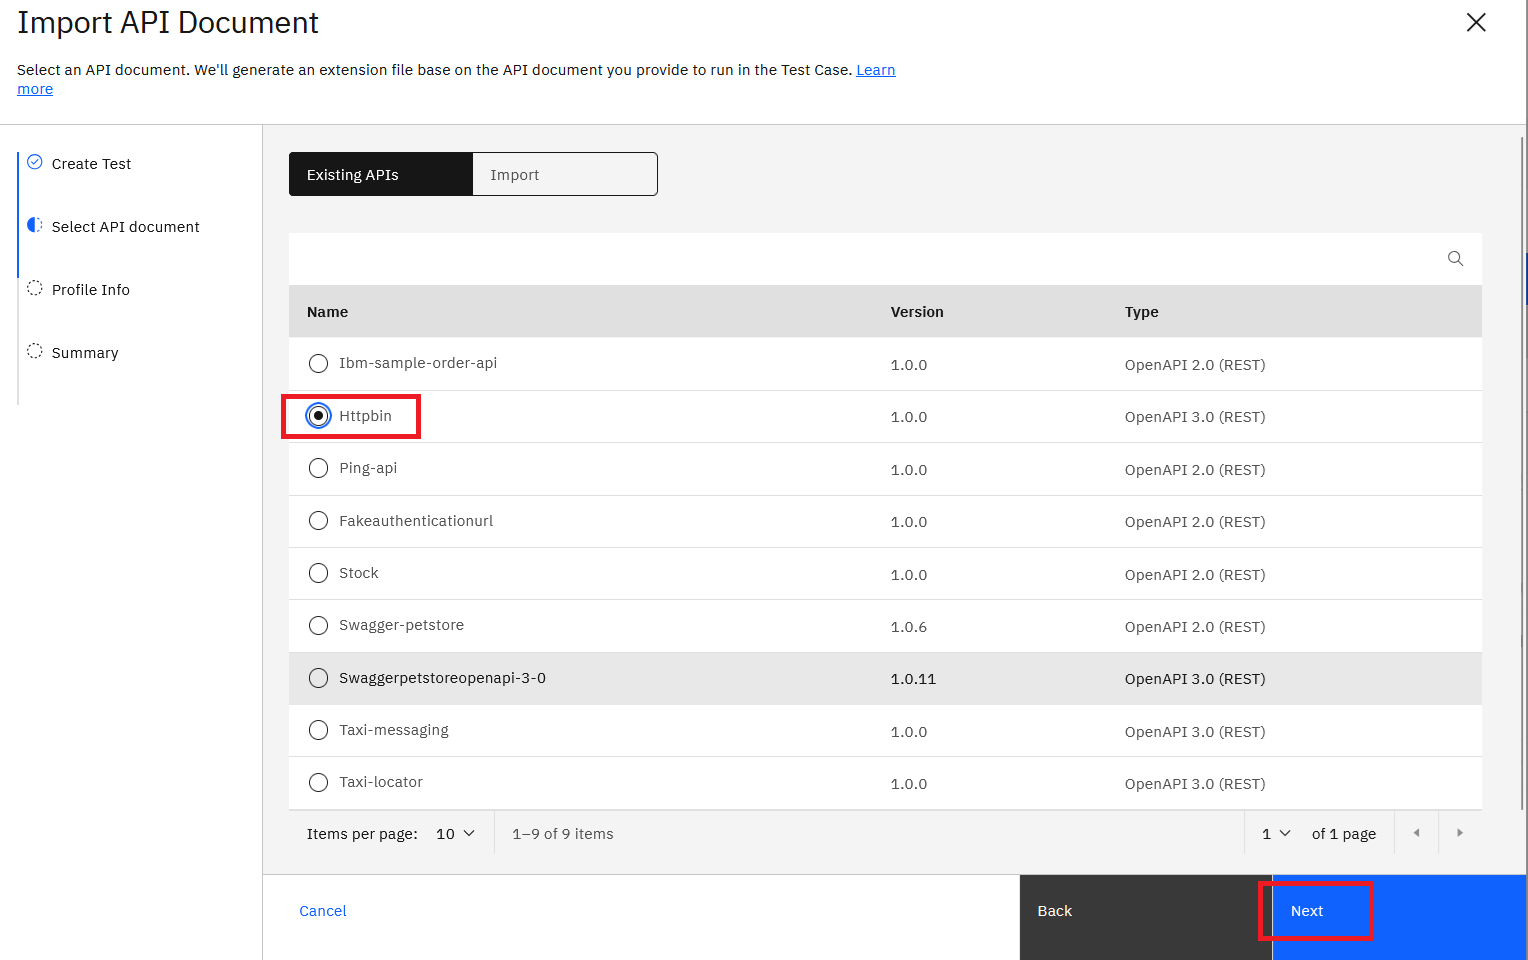 Import API Document
Select an API document. We'll generate an extension file base on the API document you provide to run in the Test Case. Learn
more
Create Test
Select API document
Profile Info
Summary
Existing APIs Import
Name Version Type
Ibm-sample-order-api 1.0.0 OpenAPI 2.0 (REST)
Httpbin 1.0.0 OpenAPI 3.0 (REST)
Ping-api 1.0.0 OpenAPI 2.0 (REST)
Fakeauthenticationurl 1.0.0 OpenAPI 2.0 (REST)
Stock 1.0.0 OpenAPI 2.0 (REST)
Swagger-petstore 1.0.6 OpenAPI 2.0 (REST)
Swaggerpetstoreopenapi-3-0 1.0.11 OpenAPI 3.0 (REST)
Taxi-messaging 1.0.0 OpenAPI 3.0 (REST)
Taxi-locator 1.0.0 OpenAPI 3.0 (REST)
Items per page: 10 1–9 of 9 items 1 of 1 page
Cancel Back Next